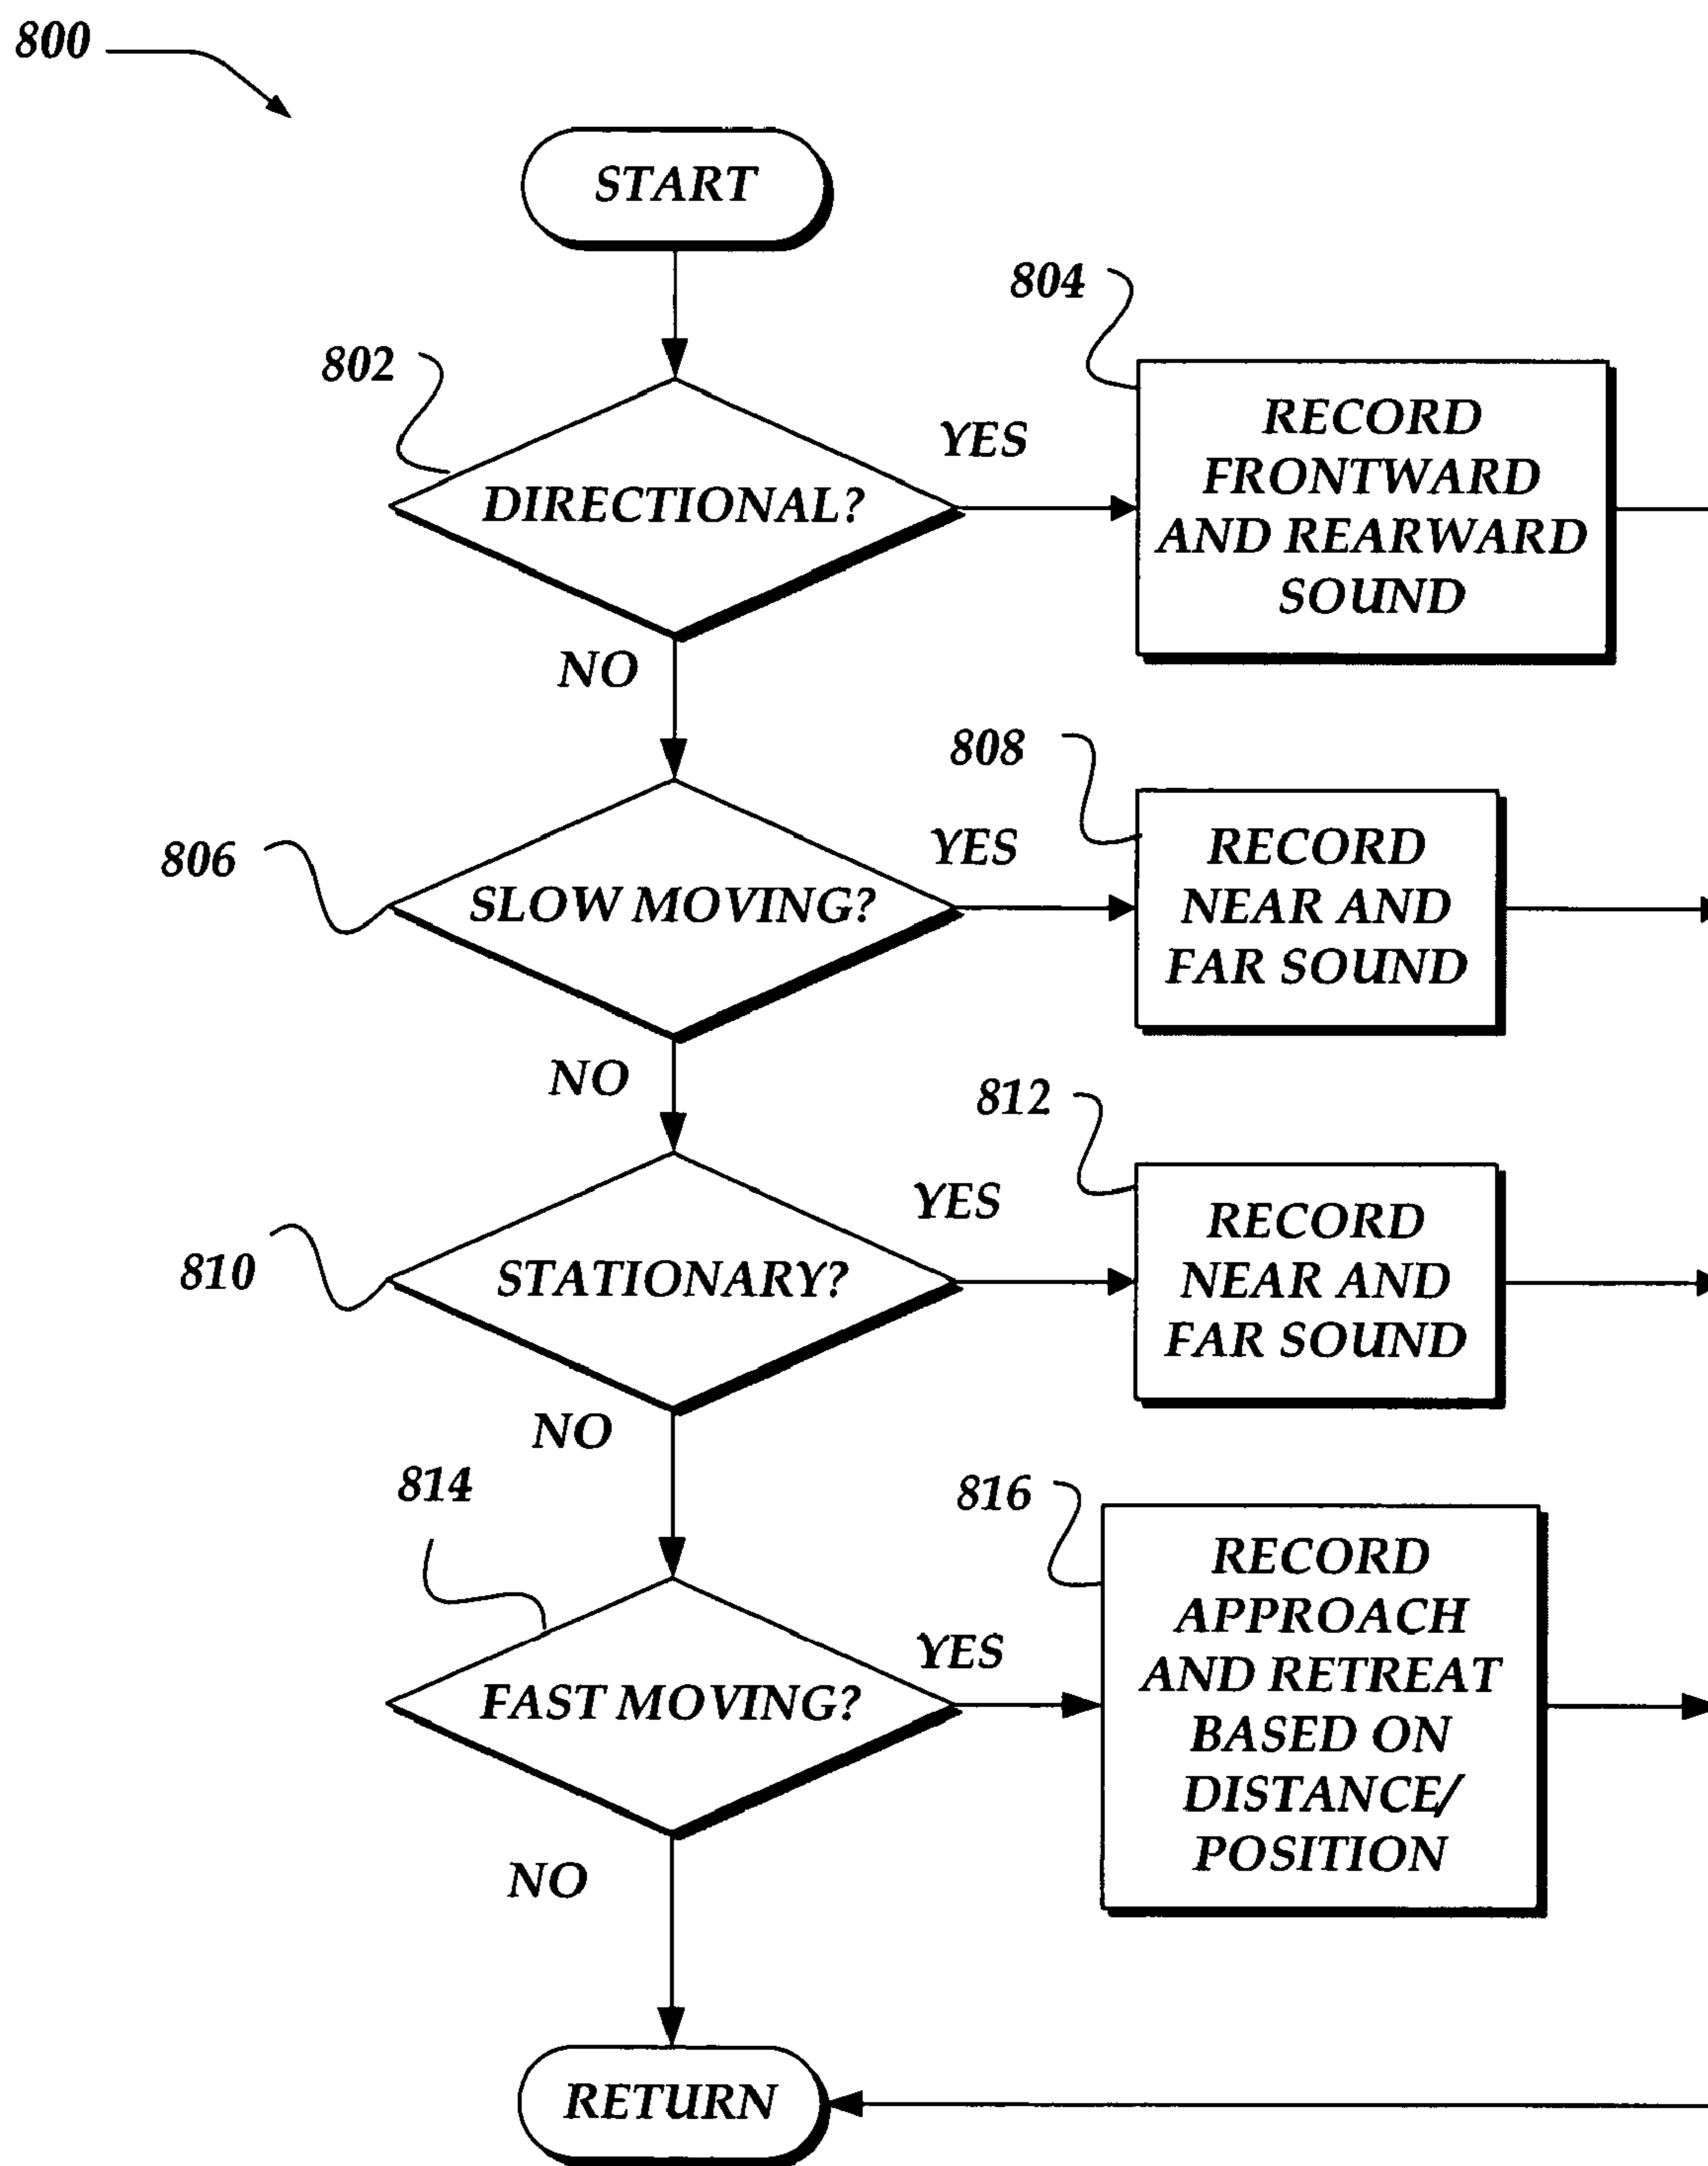 800
START
802
DIRECTIONAL?
YES
804
RECORD
FRONTWARD
AND REARWARD
SOUND
NO
806
SLOW MOVING?
YES
808
RECORD
NEAR AND
FAR SOUND
NO
810
STATIONARY?
YES
812
RECORD
NEAR AND
FAR SOUND
NO
814
FAST MOVING?
YES
816
RECORD
APPROACH
AND RETREAT
BASED ON
DISTANCE/
POSITION
NO
RETURN